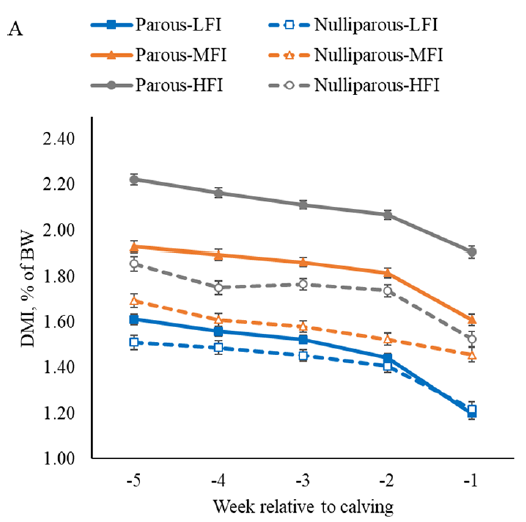 A
Parous-LFI Nulliparous-LFI
Parous-MFI Nulliparous-MFI
Parous-HFI Nulliparous-HFI
2.40
2.20
2.00
1.80
1.60
1.40
1.20
1.00
DMI, % of BW
-5 -4 -3 -2 -1
Week relative to calving